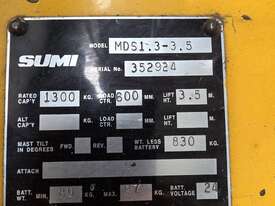 SUMI
MODEL MDS1.3-3.5
SERIAL No. 352924
RATED CAP'Y 1300 KG. LOAD CTR. 600 MM. LIFT HT. 3.5 M.
ALT CAP'Y KG. LOAD CTR. MM. LIFT HT. M.
MAST TILT IN DEGREES FWD REV. WT. LESS BATTERY 830 KG.
ATTACH
BATT. WT. MIN. KG. MAX. KG. BATT. VOLTAGE 24